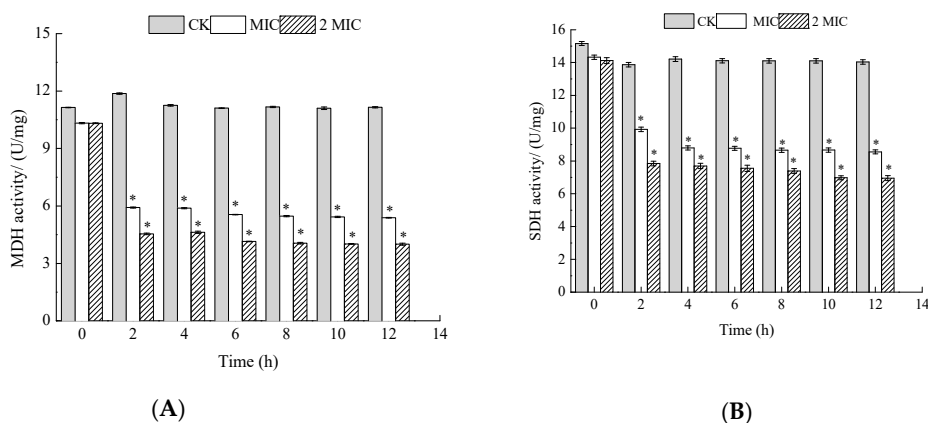 CK MIC 2 MIC
15
12
9
6
3
0
MDH activity/ (U/mg)
* * * * * *
* * * * * *
0 2 4 6 8 10 12 14
Time (h)
(A)
CK MIC 2 MIC
16
14
12
10
8
6
4
2
0
SDH activity/ (U/mg)
* * * * * *
* * * * * *
0 2 4 6 8 10 12 14
Time (h)
(B)